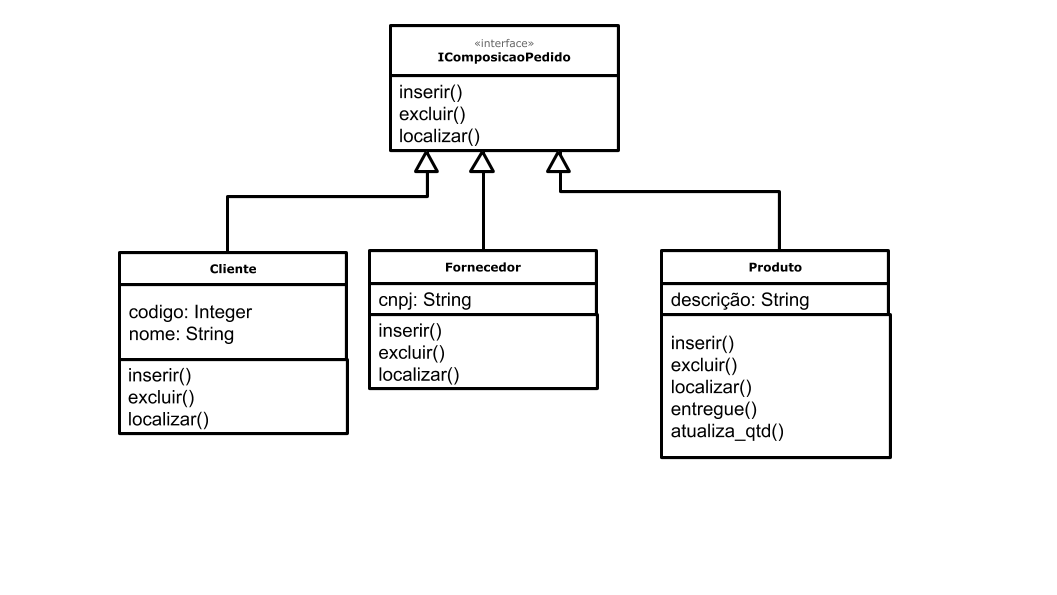 «interface»
IComposicaoPedido
inserir()
excluir()
localizar()
Cliente
codigo: Integer
nome: String
inserir()
excluir()
localizar()
Fornecedor
cnpj: String
inserir()
excluir()
localizar()
Produto
descrição: String
inserir()
excluir()
localizar()
entregue()
atualiza_qtd()